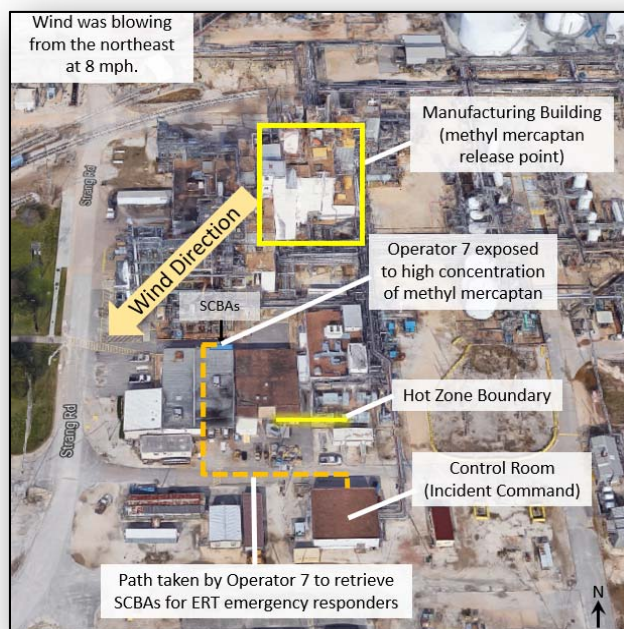 Wind was blowing
from the northeast
at 8 mph.
Manufacturing Building
(methyl mercaptan
release point)
Strang Rd
Wind Direction
Operator 7 exposed
to high concentration
of methyl mercaptan
SCBAs
Hot Zone Boundary
Strang Rd
Control Room
(Incident Command)
Path taken by Operator 7 to retrieve
SCBAs for ERT emergency responders
N